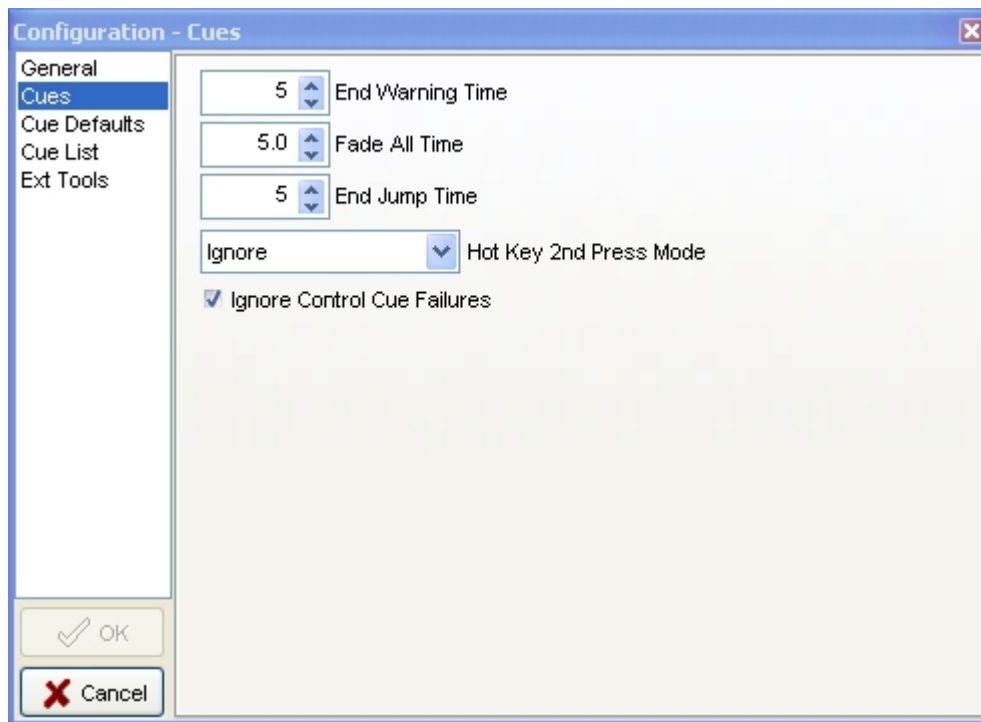 Configuration - Cues
General
Cues
Cue Defaults
Cue List
Ext Tools
5 End Warning Time
5.0 Fade All Time
5 End Jump Time
Ignore Hot Key 2nd Press Mode
Ignore Control Cue Failures
OK
Cancel